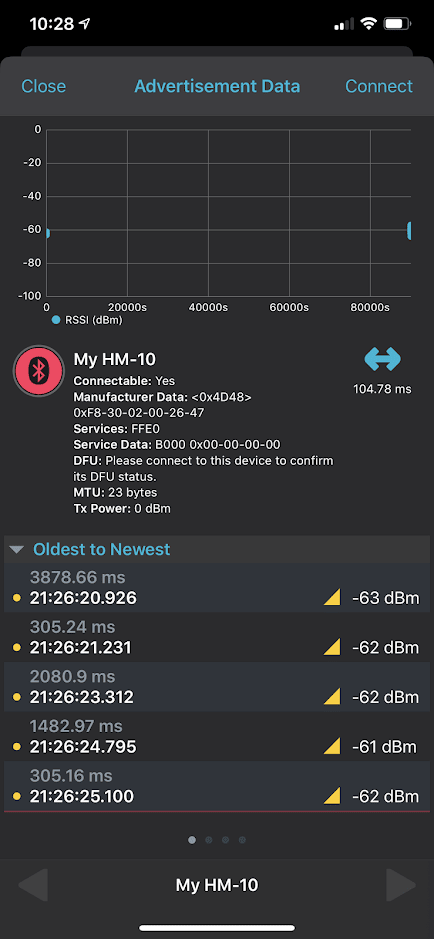 10:28
Close Advertisement Data Connect
0
-20
-40
-60
-80
-100
0 20000s 40000s 60000s 80000s
RSSI (dBm)
My HM-10
Connectable: Yes
Manufacturer Data: <0x4D48>
0xF8-30-02-00-26-47
Services: FFE0
Service Data: B000 0x00-00-00-00
DFU: Please connect to this device to confirm
its DFU status.
MTU: 23 bytes
Tx Power: 0 dBm
104.78 ms
Oldest to Newest
3878.66 ms
21:26:20.926 -63 dBm
305.24 ms
21:26:21.231 -62 dBm
2080.9 ms
21:26:23.312 -62 dBm
1482.97 ms
21:26:24.795 -61 dBm
305.16 ms
21:26:25.100 -62 dBm
My HM-10